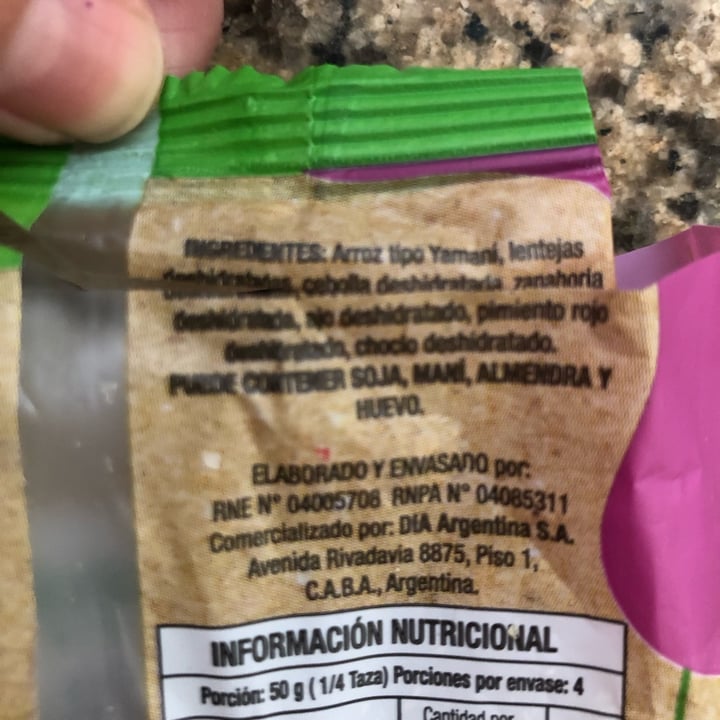 INGREDIENTES: Arroz tipo Yamaní, lentejas
deshidratadas, cebolla deshidratada, zanahoria
deshidratada, ajo deshidratado, pimiento rojo
deshidratado, choclo deshidratado.
PUEDE CONTENER SOJA, MANÍ, ALMENDRA Y
HUEVO.
ELABORADO Y ENVASADO por:
RNE N° 04005708 RNPA N° 04085311
Comercializado por: DIA Argentina S.A.
Avenida Rivadavia 8875, Piso 1,
C.A.B.A., Argentina.
INFORMACIÓN NUTRICIONAL
Porción: 50 g (1/4 Taza) Porciones por envase: 4
Cantidad por